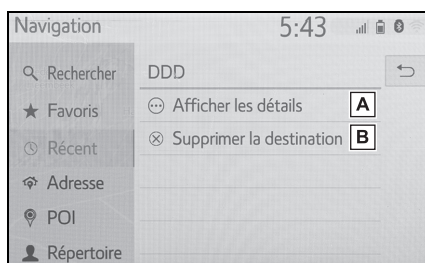 Navigation 5:43
Rechercher
Favoris
Récent
Adresse
POI
Répertoire
DDD
Afficher les détails A
Supprimer la destination B